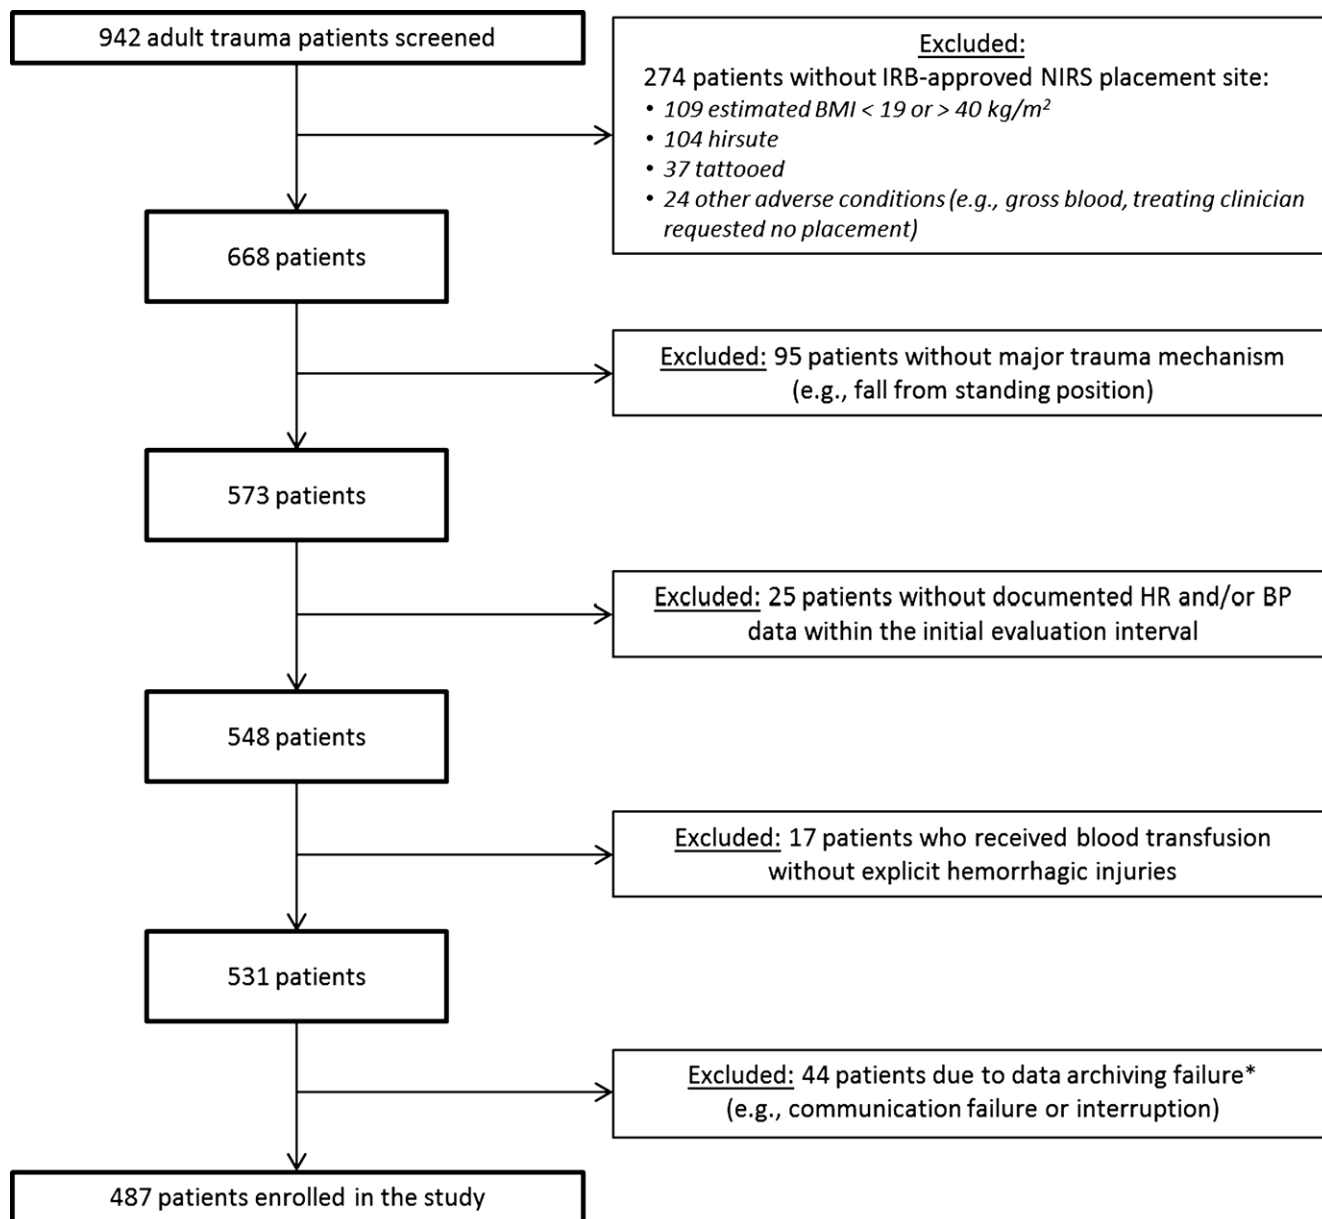 942 adult trauma patients screened
Excluded:
274 patients without IRB-approved NIRS placement site:
• 109 estimated BMI < 19 or > 40 kg/m²
• 104 hirsute
• 37 tattooed
• 24 other adverse conditions (e.g., gross blood, treating clinician
requested no placement)
668 patients
Excluded: 95 patients without major trauma mechanism
(e.g., fall from standing position)
573 patients
Excluded: 25 patients without documented HR and/or BP
data within the initial evaluation interval
548 patients
Excluded: 17 patients who received blood transfusion
without explicit hemorrhagic injuries
531 patients
Excluded: 44 patients due to data archiving failure*
(e.g., communication failure or interruption)
487 patients enrolled in the study